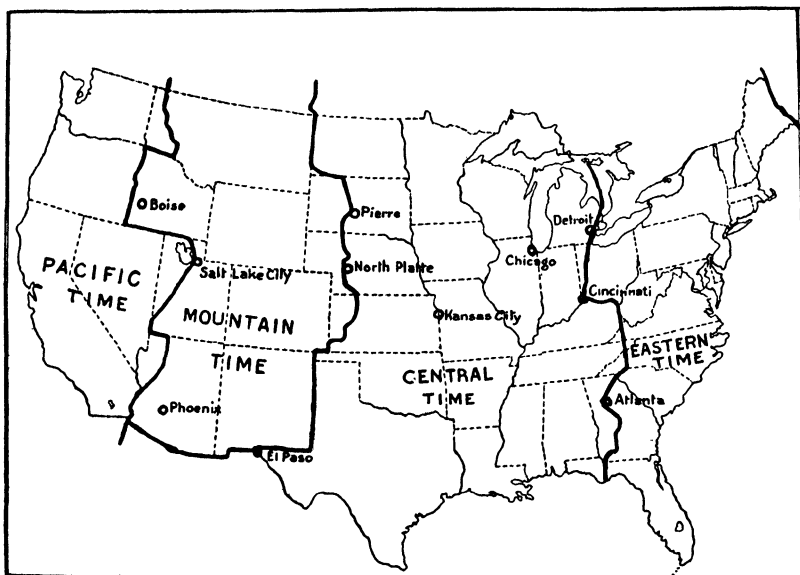 Boise
Pierre
Detroit
PACIFIC
TIME
Salt Lake City
North Platte
Chicago
Cincinnati
MOUNTAIN
TIME
Kansas City
EASTERN
TIME
CENTRAL
TIME
Phoenix
Atlanta
El Paso